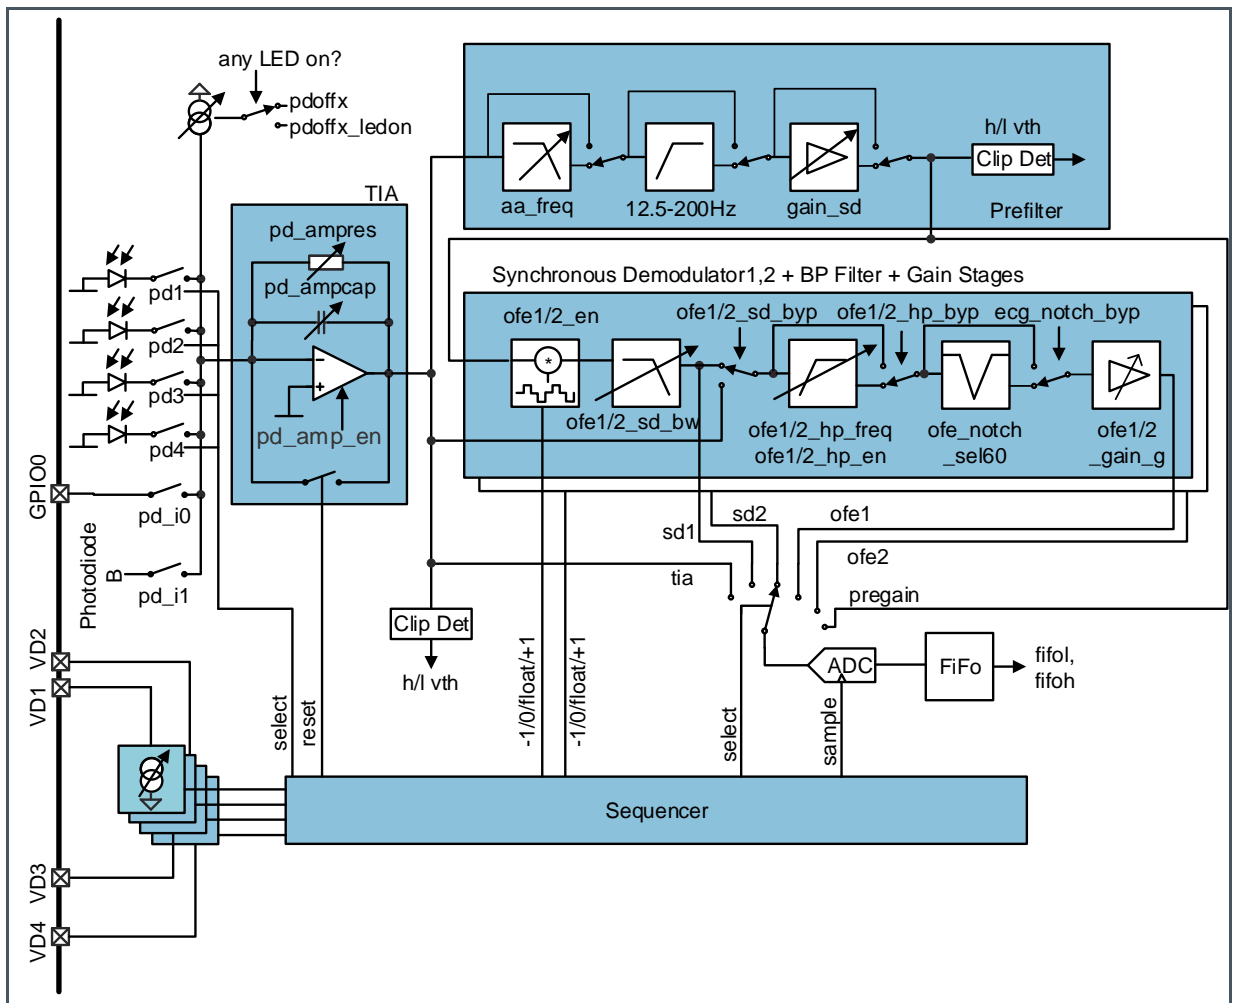 any LED on?
pdoffx
pdoffx_ledon
h/l vth
Clip Det
aa_freq
12.5-200Hz
gain_sd
Prefilter
TIA
pd_ampres
pd_ampcap
pd_amp_en
pd1
pd2
pd3
pd4
GPIO0
pd_i0
Photodiode
B
pd_i1
Synchronous Demodulator1,2 + BP Filter + Gain Stages
ofe1/2_en
ofe1/2_sd_byp
ofe1/2_hp_byp
ecg_notch_byp
*
ofe1/2_sd_bw
ofe1/2_hp_freq
ofe1/2_hp_en
ofe_notch
_sel60
ofe1/2
_gain_g
sd1
sd2
ofe1
ofe2
tia
pregain
Clip Det
h/l vth
ADC
FiFo
fifol,
fifoh
VD2
VD1
select
reset
-1/0/float/+1
-1/0/float/+1
select
sample
Sequencer
VD3
VD4